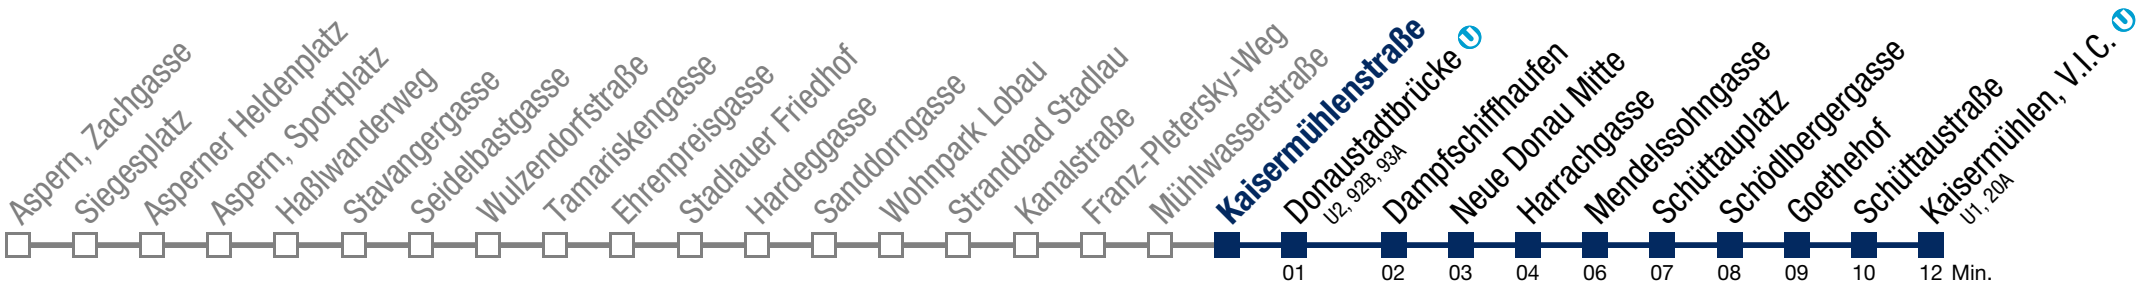 Aspern, Zachgasse
Siegesplatz
Asperner Heldenplatz
Aspern, Sportplatz
Haßlwanderweg
Stavangergasse
Seidelbastgasse
Wulzendorfstraße
Tamariskengasse
Ehrenpreisgasse
Stadlauer Friedhof
Hardeggasse
Sanddorngasse
Wohnpark Lobau
Strandbad Stadlau
Kanalstraße
Franz-Pletersky-Weg
Mühlwasserstraße
Kaisermühlenstraße
Donaustadtbrücke U
U2, 92B, 93A
Dampfschiffhaufen
Neue Donau Mitte
Harrachgasse
Mendelssohngasse
Schüttauplatz
Schödlbergergasse
Goethehof
Schüttaustraße
Kaisermühlen, V.I.C. U
U1, 20A
01 02 03 04 06 07 08 09 10 12 Min.